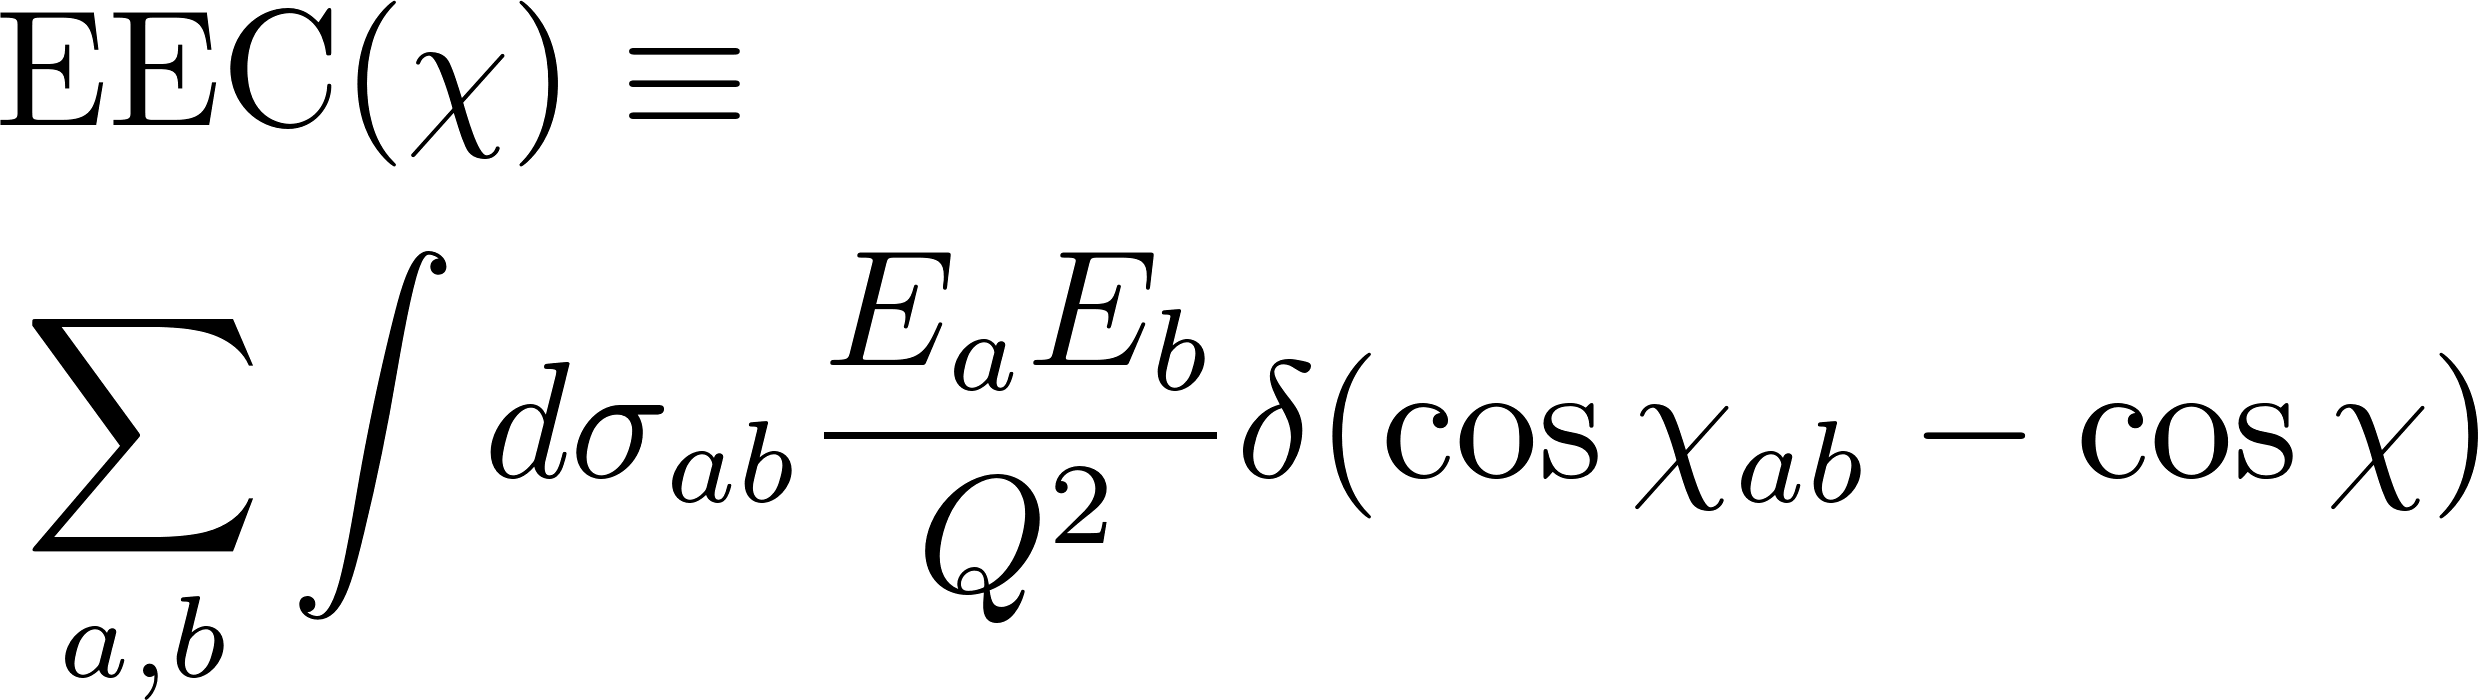 EEC(χ) ≡
∑_{a,b} ∫ dσ_{ab} \frac{E_a E_b}{Q^2} δ(cos χ_{ab} − cos χ)